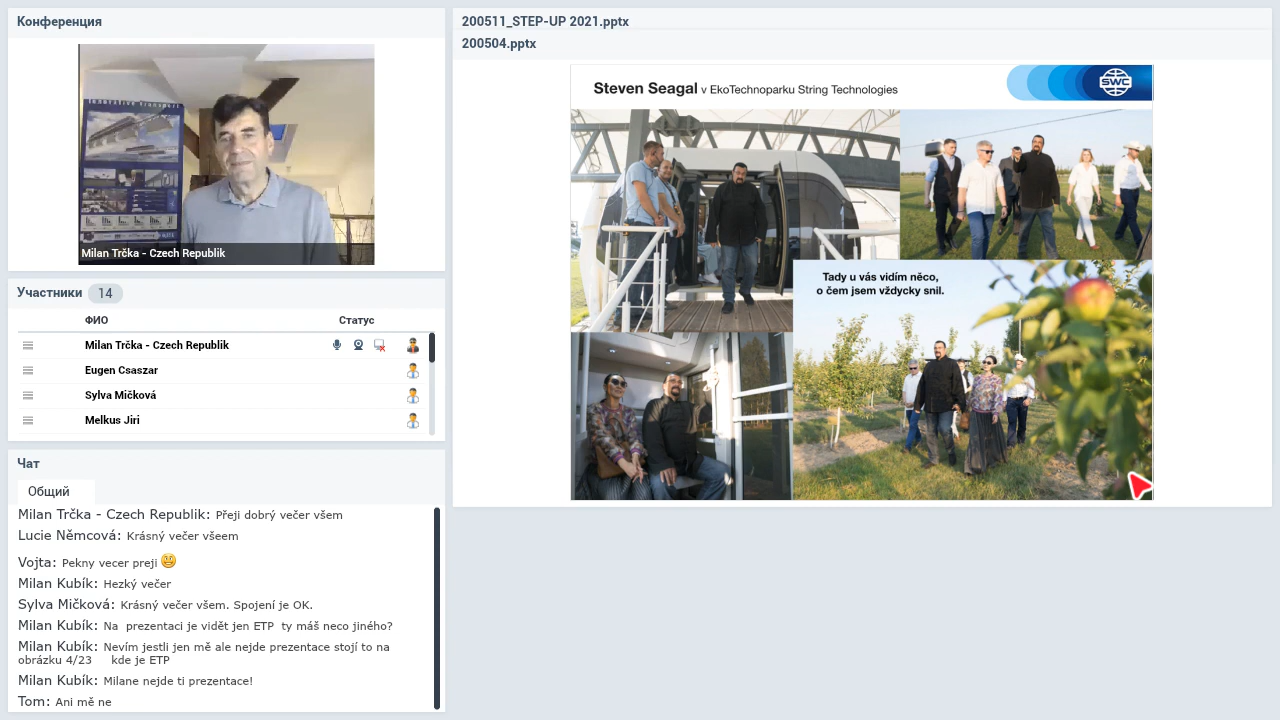 Конференция
innovative transport
Milan Trčka - Czech Republik
Участники 14
ФИО Статус
Milan Trčka - Czech Republik
Eugen Csaszar
Sylva Mičková
Melkus Jiri
Чат
Общий
Milan Trčka - Czech Republik: Přeji dobrý večer všem
Lucie Němcová: Krásný večer všeem
Vojta: Pekny vecer preji
Milan Kubík: Hezký večer
Sylva Mičková: Krásný večer všem. Spojení je OK.
Milan Kubík: Na prezentaci je vidět jen ETP ty máš neco jiného?
Milan Kubík: Nevím jestli jen mě ale nejde prezentace stojí to na
obrázku 4/23 kde je ETP
Milan Kubík: Milane nejde ti prezentace!
Tom: Ani mě ne
200511_STEP-UP 2021.pptx
200504.pptx
Steven Seagal v EkoTechnoparku String Technologies
SWC
Tady u vás vidím něco,
o čem jsem vždycky snil.